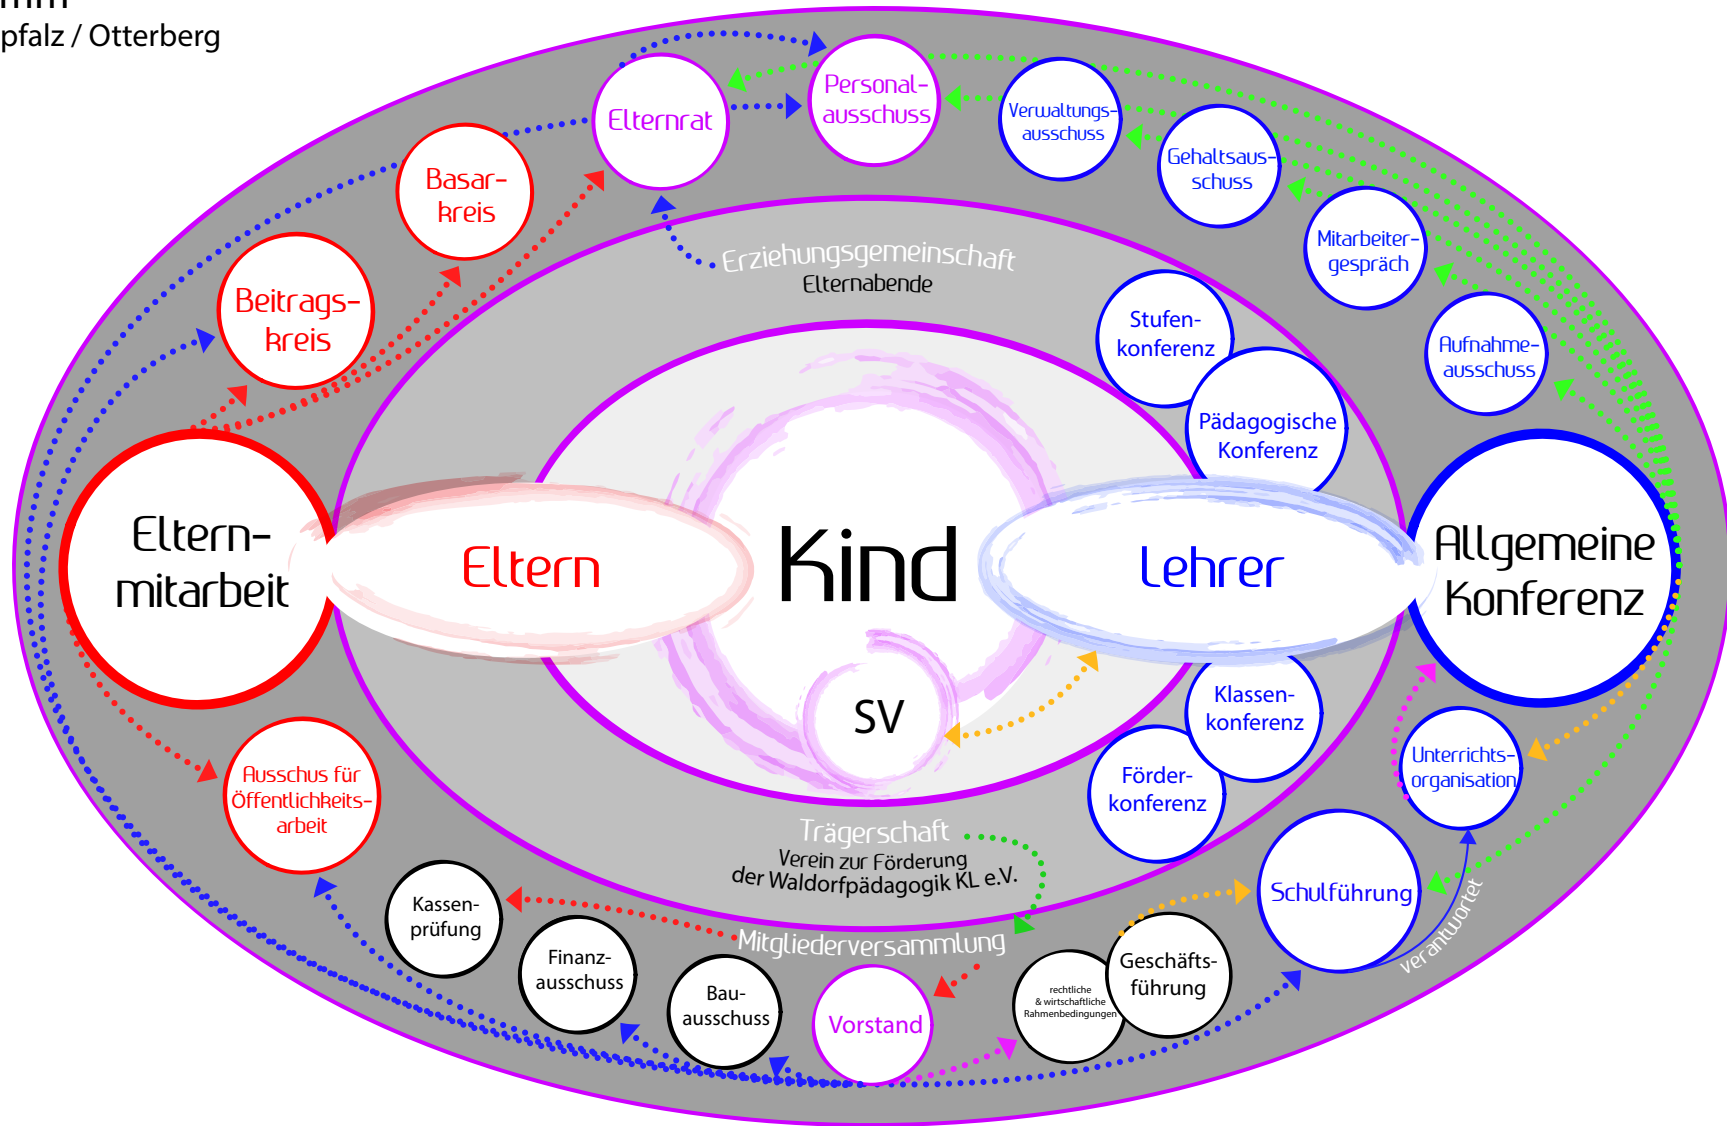 pfalz / Otterberg
Elternrat
Personal-
ausschuss
Verwaltungs-
ausschuss
Gehaltsaus-
schuss
Mitarbeiter-
gespräch
Aufnahme-
ausschuss
Basar-
kreis
Beitrags-
kreis
Erziehungsgemeinschaft
Elternabende
Stufen-
konferenz
Pädagogische
Konferenz
Eltern-
mitarbeit
Eltern
Kind
Lehrer
Allgemeine
Konferenz
SV
Klassen-
konferenz
Förder-
konferenz
Unterrichts-
organisation
Ausschus für
Öffentlichkeits-
arbeit
Trägerschaft
Verein zur Förderung
der Waldorfpädagogik KL e.V.
Mitgliederversammlung
Kassen-
prüfung
Finanz-
ausschuss
Bau-
ausschuss
Vorstand
rechtliche
& wirtschaftliche
Rahmenbedingungen
Geschäfts-
führung
Schulführung
verantwortet